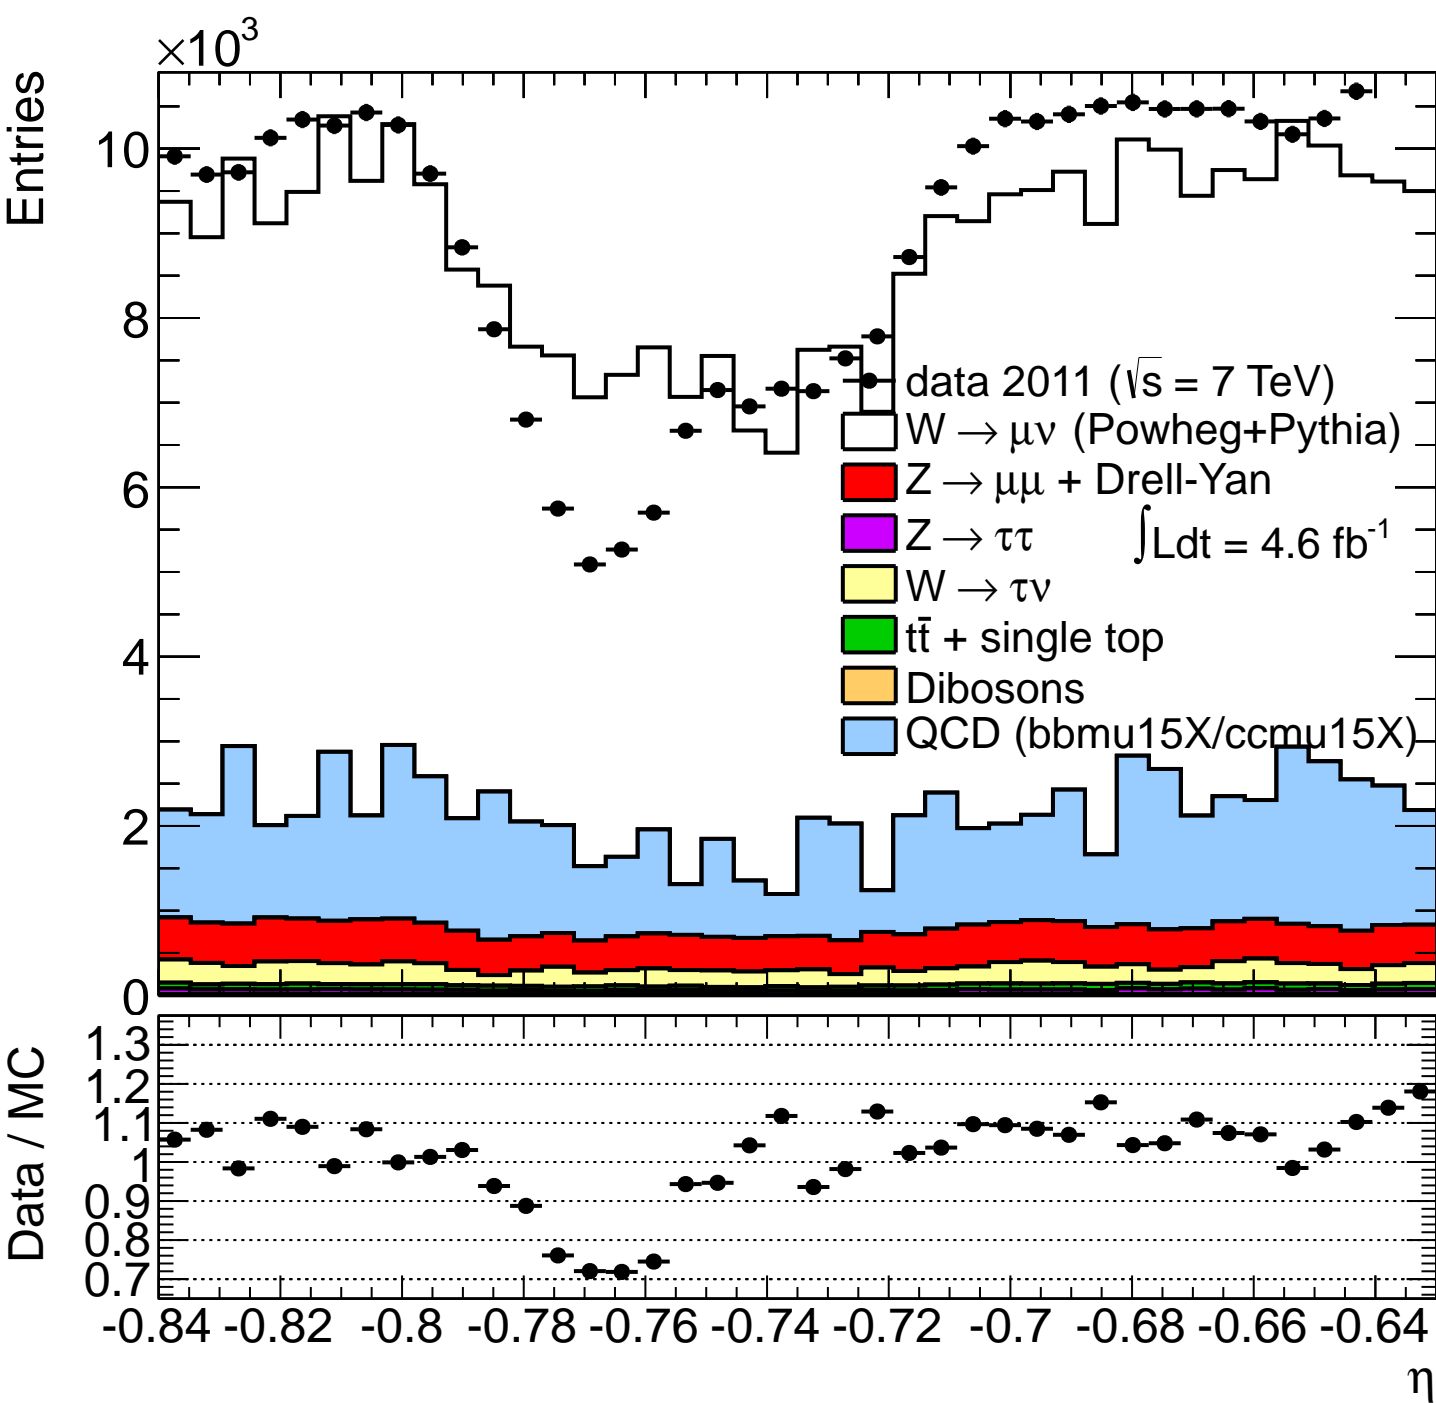 ×10³
Entries
10
8
6
4
2
0
data 2011 (√s = 7 TeV)
W → μν (Powheg+Pythia)
Z → μμ + Drell-Yan
Z → ττ
∫Ldt = 4.6 fb⁻¹
W → τν
tt̄ + single top
Dibosons
QCD (bbmu15X/ccmu15X)
Data / MC
1.3
1.2
1.1
1
0.9
0.8
0.7
-0.84 -0.82 -0.8 -0.78 -0.76 -0.74 -0.72 -0.7 -0.68 -0.66 -0.64
η